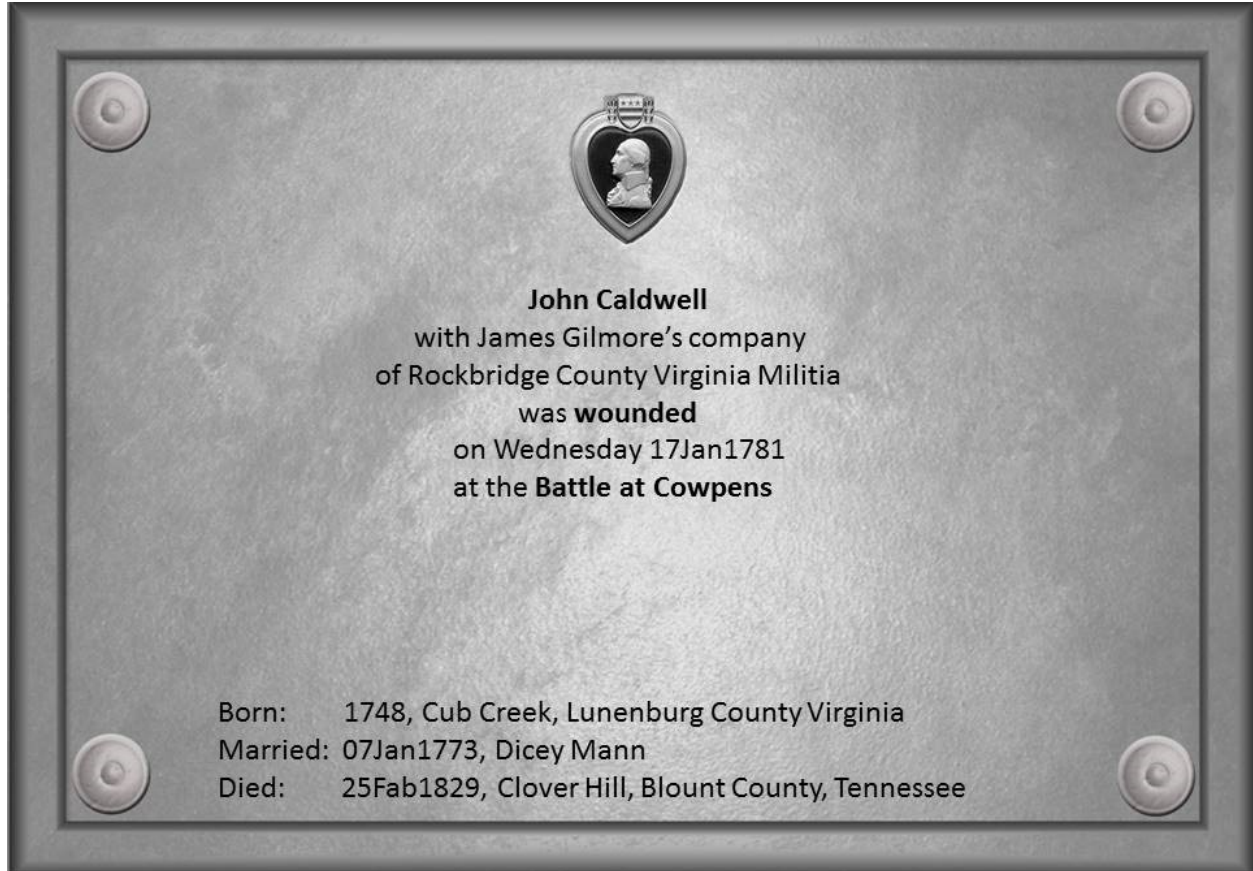 John Caldwell
with James Gilmore’s company
of Rockbridge County Virginia Militia
was wounded
on Wednesday 17Jan1781
at the Battle at Cowpens
Born: 1748, Cub Creek, Lunenburg County Virginia
Married: 07Jan1773, Dicey Mann
Died: 25Fab1829, Clover Hill, Blount County, Tennessee